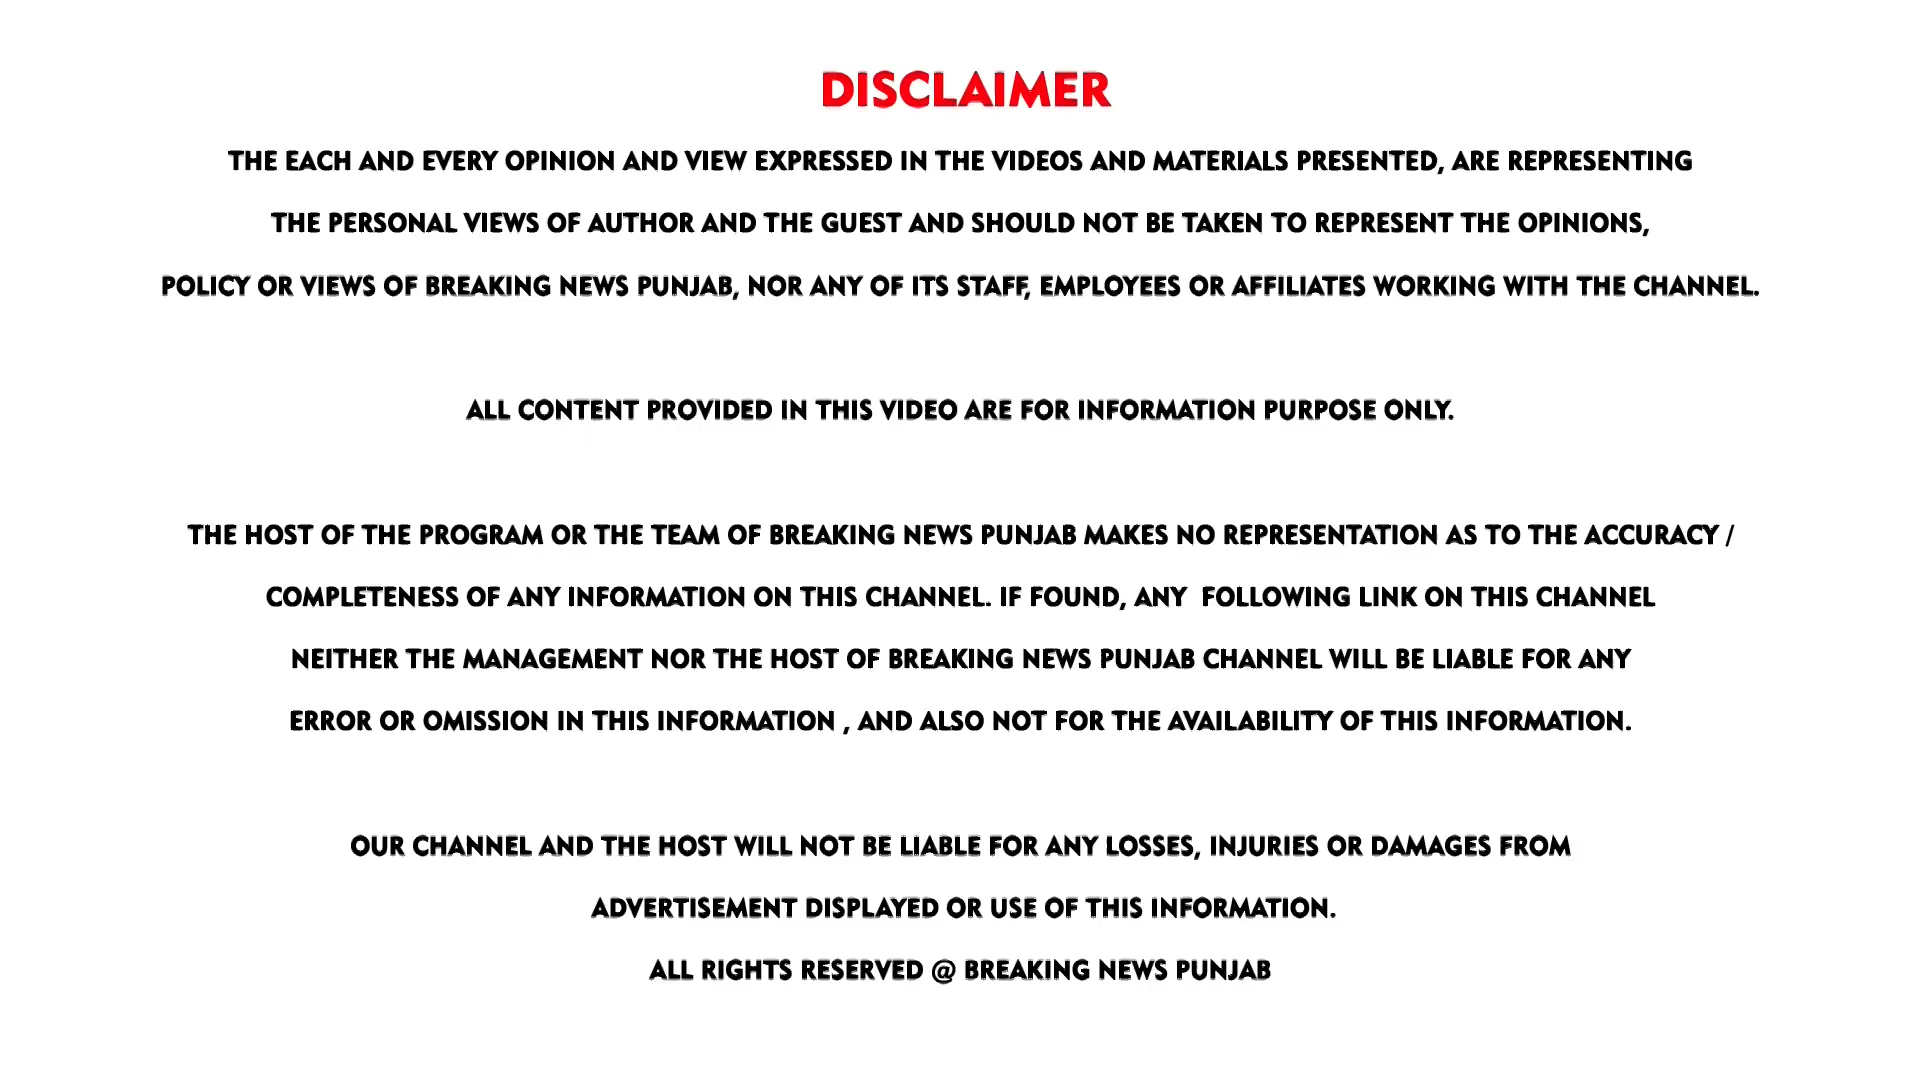 DISCLAIMER
THE EACH AND EVERY OPINION AND VIEW EXPRESSED IN THE VIDEOS AND MATERIALS PRESENTED, ARE REPRESENTING
THE PERSONAL VIEWS OF AUTHOR AND THE GUEST AND SHOULD NOT BE TAKEN TO REPRESENT THE OPINIONS,
POLICY OR VIEWS OF BREAKING NEWS PUNJAB, NOR ANY OF ITS STAFF, EMPLOYEES OR AFFILIATES WORKING WITH THE CHANNEL.
ALL CONTENT PROVIDED IN THIS VIDEO ARE FOR INFORMATION PURPOSE ONLY.
THE HOST OF THE PROGRAM OR THE TEAM OF BREAKING NEWS PUNJAB MAKES NO REPRESENTATION AS TO THE ACCURACY /
COMPLETENESS OF ANY INFORMATION ON THIS CHANNEL. IF FOUND, ANY  FOLLOWING LINK ON THIS CHANNEL
NEITHER THE MANAGEMENT NOR THE HOST OF BREAKING NEWS PUNJAB CHANNEL WILL BE LIABLE FOR ANY
ERROR OR OMISSION IN THIS INFORMATION , AND ALSO NOT FOR THE AVAILABILITY OF THIS INFORMATION.
OUR CHANNEL AND THE HOST WILL NOT BE LIABLE FOR ANY LOSSES, INJURIES OR DAMAGES FROM
ADVERTISEMENT DISPLAYED OR USE OF THIS INFORMATION.
ALL RIGHTS RESERVED @ BREAKING NEWS PUNJAB